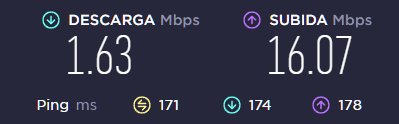 DESCARGA Mbps SUBIDA Mbps
1.63 16.07
Ping ms 171 174 178